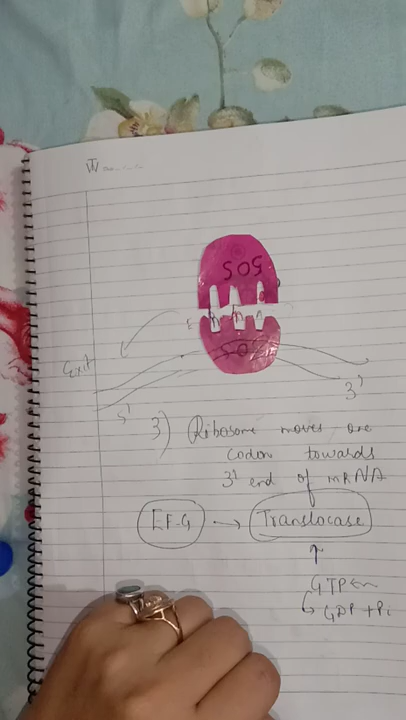 50S
E
Exit
5'
3'
3) Ribosome moves one
codon towards
3' end of mRNA
EF-G → Translocase
↑
GTP
GDP + Pi